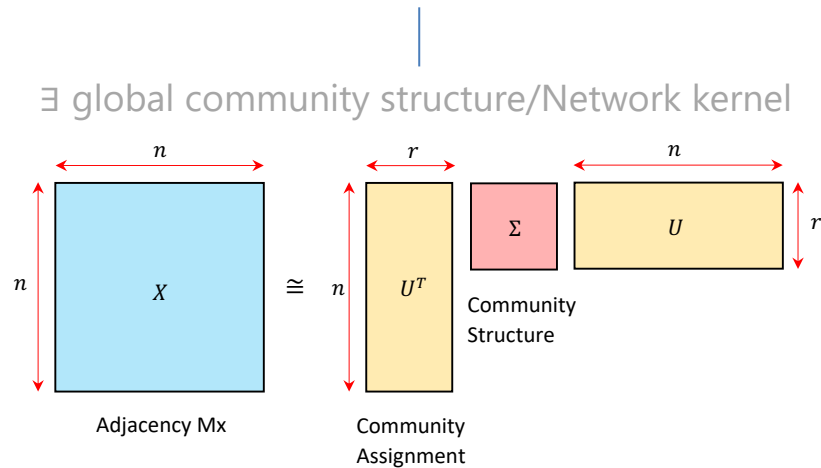 ∃ global community structure/Network kernel
n
r
n
n
X
≅
n
U^T
Σ
U
r
Community
Structure
Adjacency Mx
Community
Assignment